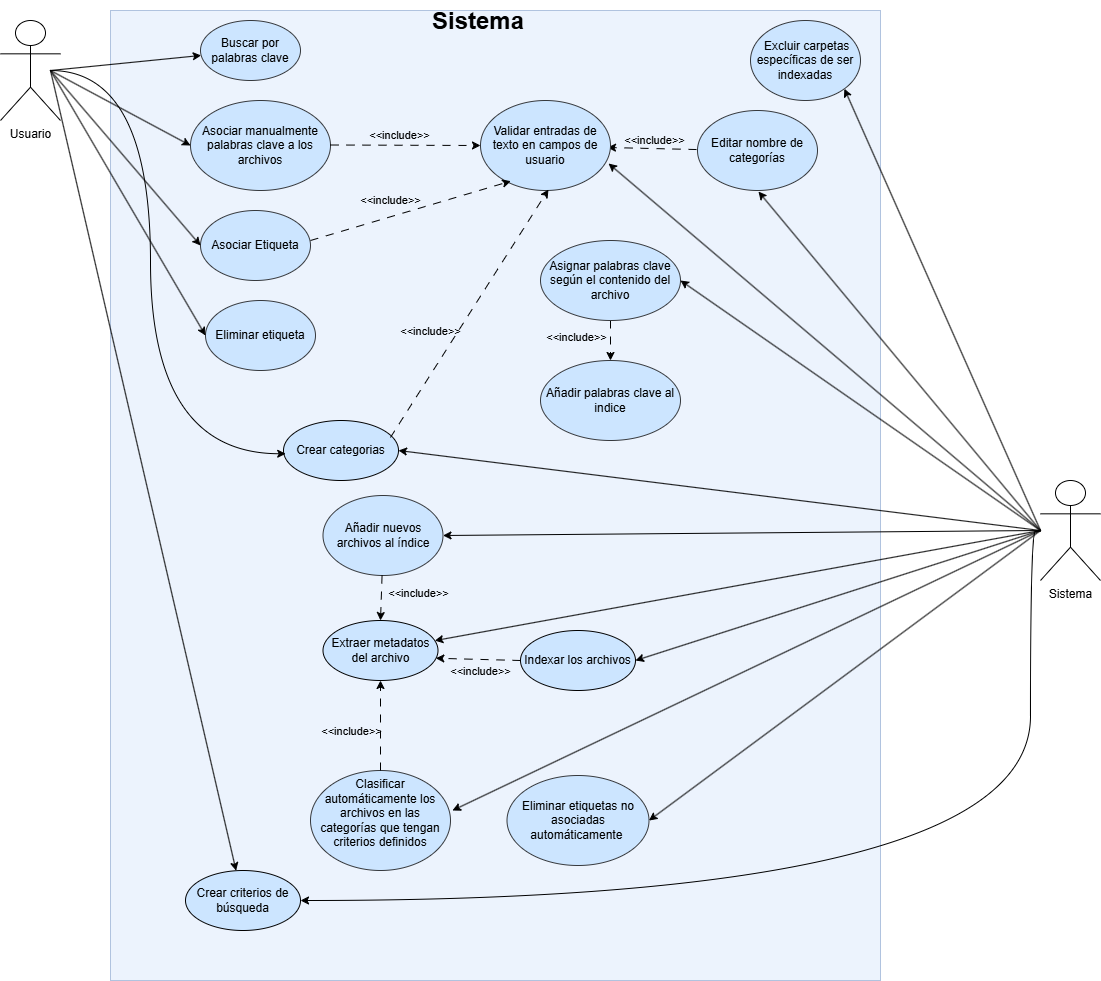 Sistema
Usuario
Buscar por
palabras clave
Excluir carpetas
específicas de ser
indexadas
Asociar manualmente
palabras clave a los
archivos
<<include>>
Validar entradas de
texto en campos de
usuario
<<include>>
Editar nombre de
categorías
<<include>>
Asociar Etiqueta
Asignar palabras clave
según el contenido del
archivo
Eliminar etiqueta
<<include>>
<<include>>
Añadir palabras clave al
indice
Crear categorias
Añadir nuevos
archivos al índice
Sistema
<<include>>
Extraer metadatos
del archivo
Indexar los archivos
<<include>>
<<include>>
Clasificar
automáticamente los
archivos en las
categorías que tengan
criterios definidos
Eliminar etiquetas no
asociadas
automáticamente
Crear criterios de
búsqueda